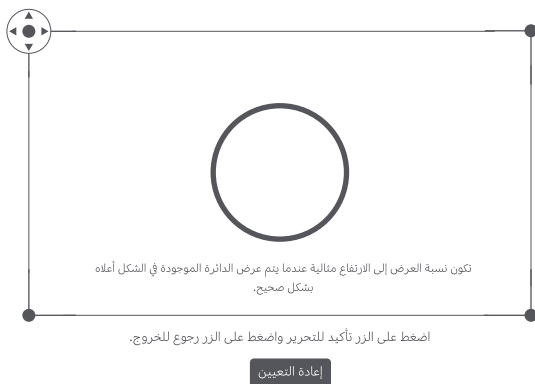 تكون نسبة العرض إلى الارتفاع مثالية عندما يتم عرض الدائرة الموجودة في الشكل أعلاه
بشكل صحيح.
اضغط على الزر تأكيد للتحرير واضغط على الزر رجوع للخروج.
إعادة التعيين